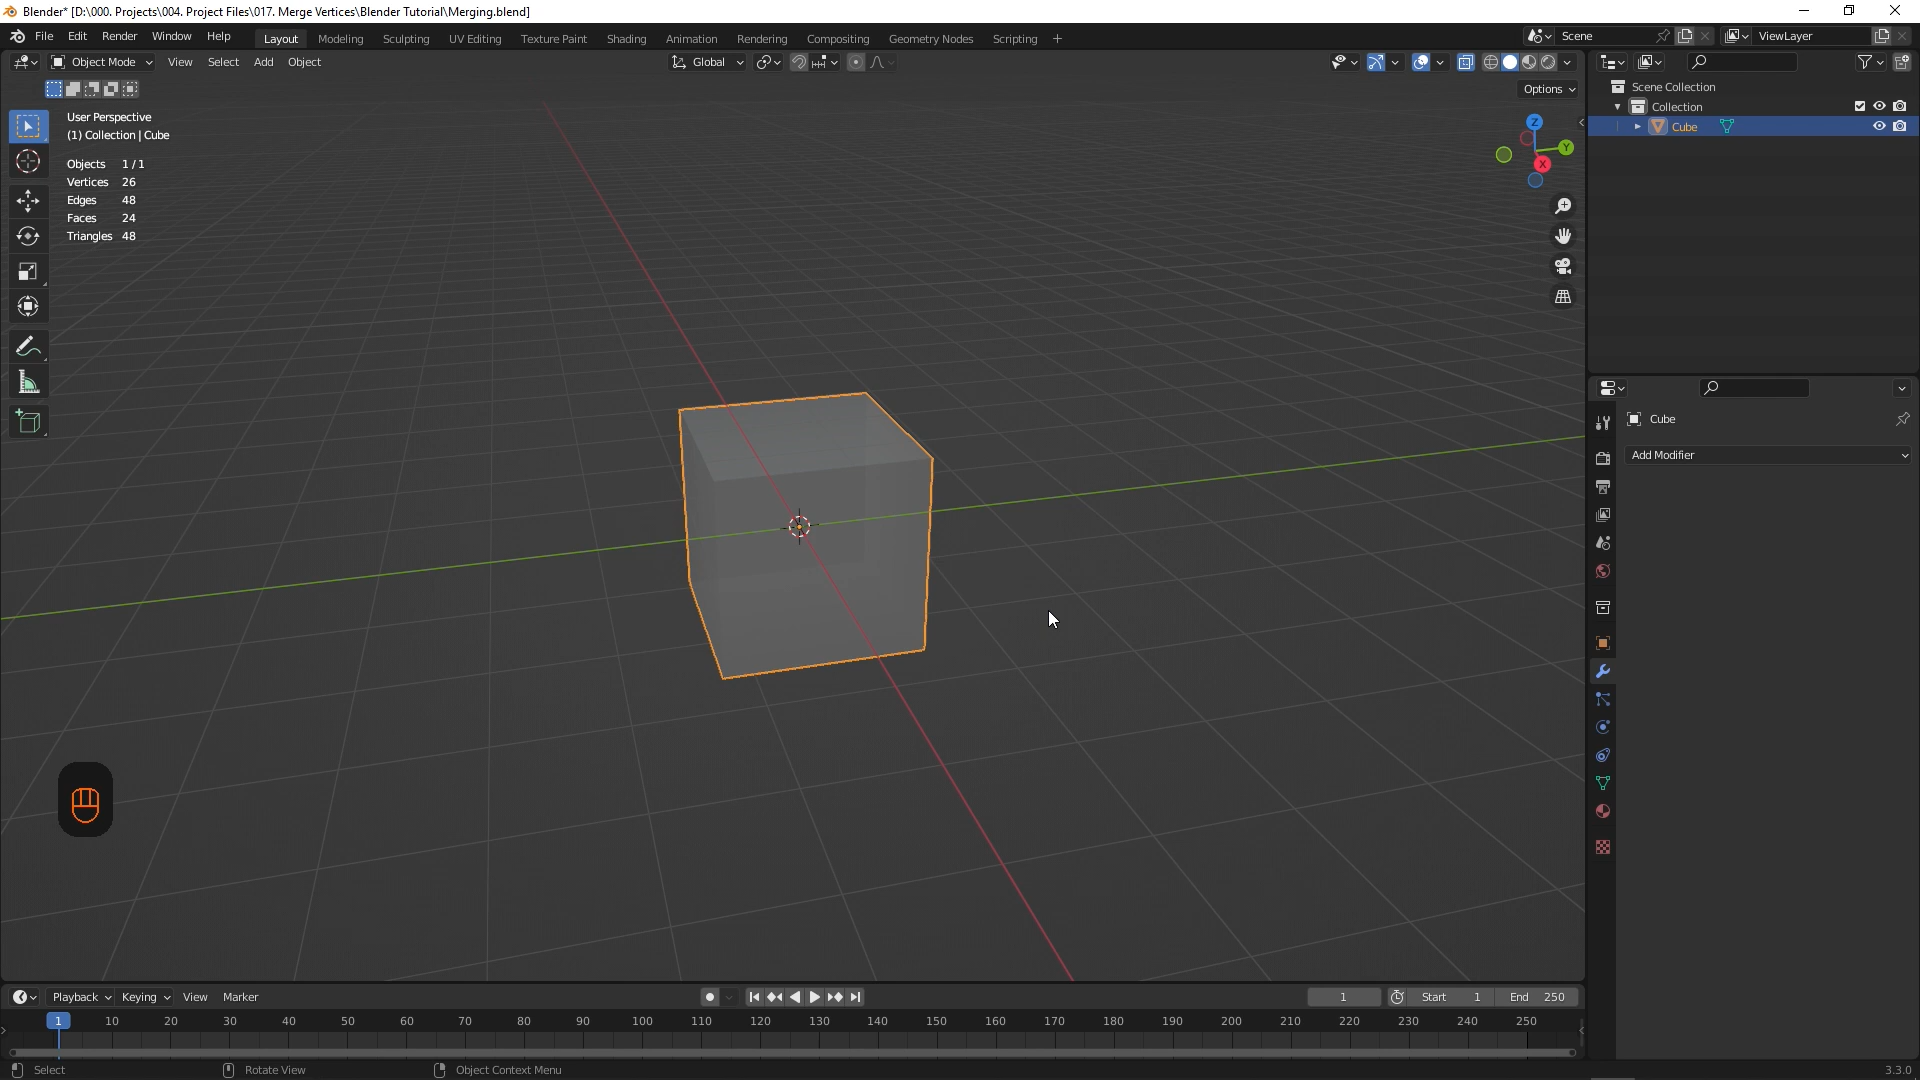 Blender* [D:\000. Projects\004. Project Files\017. Merge Vertices\Blender Tutorial\Merging.blend]
File Edit Render Window Help Layout Modeling Sculpting UV Editing Texture Paint Shading Animation Rendering Compositing Geometry Nodes Scripting + Scene ViewLayer
Object Mode View Select Add Object Global
Options
User Perspective
(1) Collection | Cube
Objects 1 / 1
Vertices 26
Edges 48
Faces 24
Triangles 48
Z
Y
X
Scene Collection
Collection
Cube
Cube
Add Modifier
Playback Keying View Marker 1 Start 1 End 250
1 10 20 30 40 50 60 70 80 90 100 110 120 130 140 150 160 170 180 190 200 210 220 230 240 250
Select Rotate View Object Context Menu 3.3.0